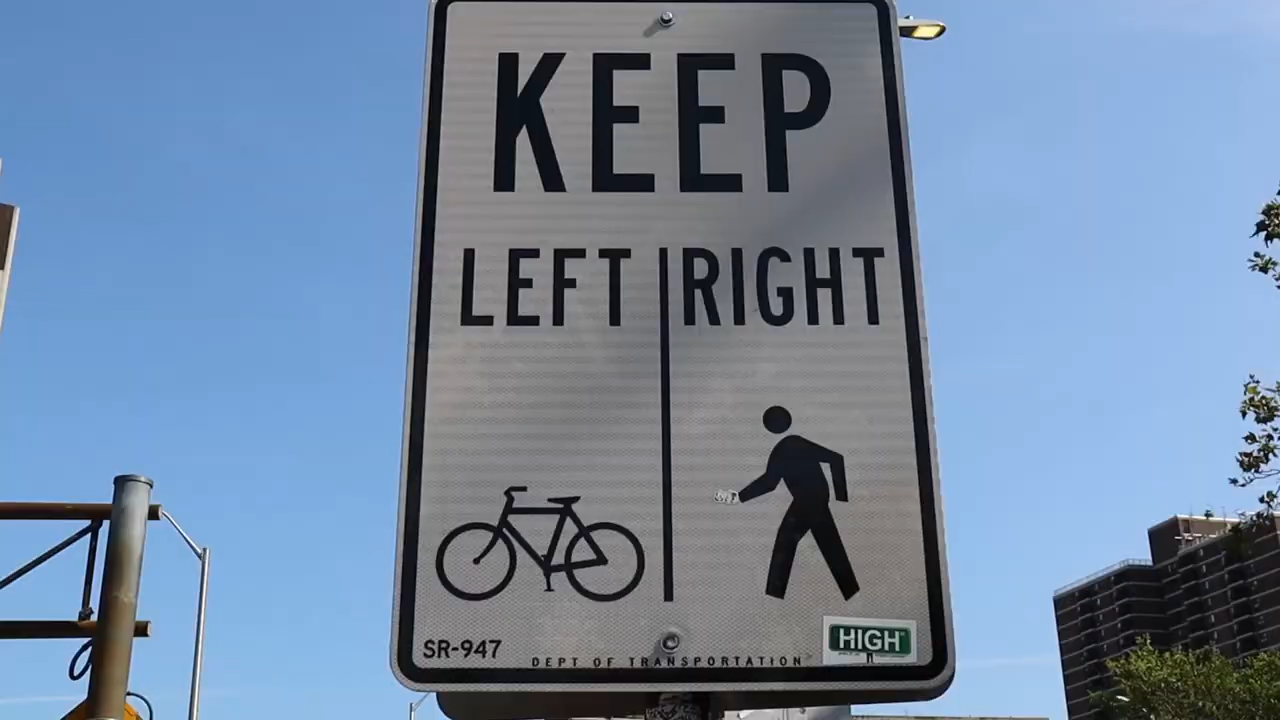 KEEP
LEFT RIGHT
SR-947
DEPT OF TRANSPORTATION
HIGH